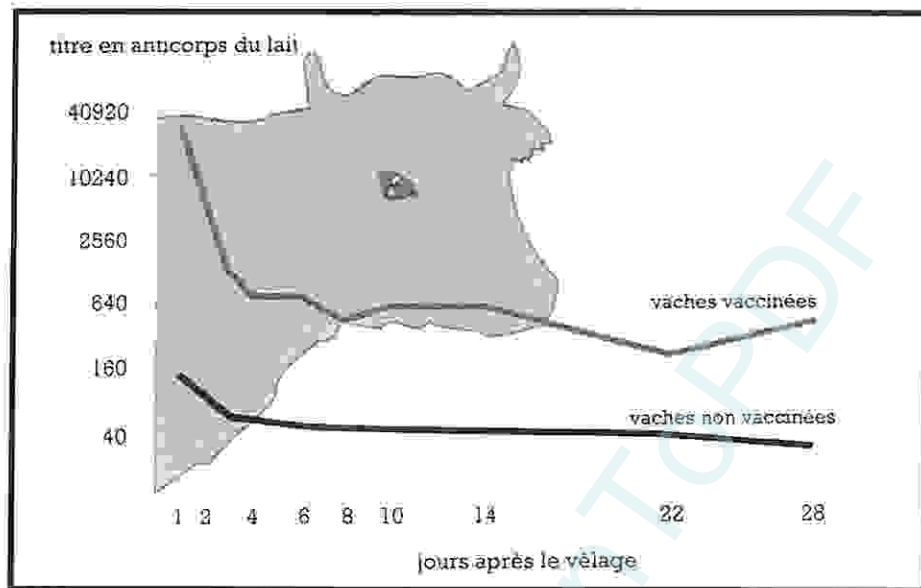 titre en anticorps du lait
40920
10240
2560
640
160
40
vaches vaccinées
vaches non vaccinées
1 2 4 6 8 10 14 22 28
jours après le vêlage